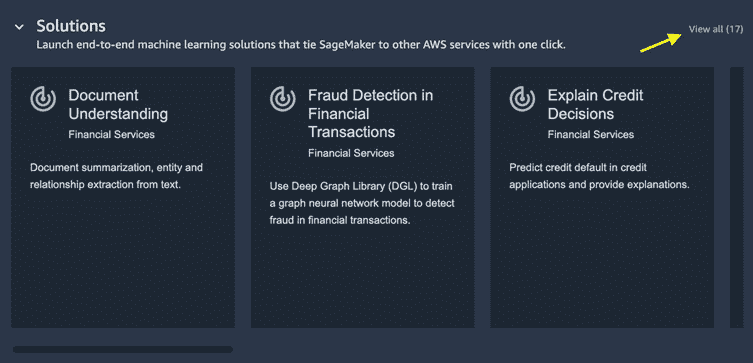 Solutions
View all (17)
Launch end-to-end machine learning solutions that tie SageMaker to other AWS services with one click.
Document
Understanding
Financial Services
Document summarization, entity and
relationship extraction from text.
Fraud Detection in
Financial
Transactions
Financial Services
Use Deep Graph Library (DGL) to train
a graph neural network model to detect
fraud in financial transactions.
Explain Credit
Decisions
Financial Services
Predict credit default in credit
applications and provide explanations.